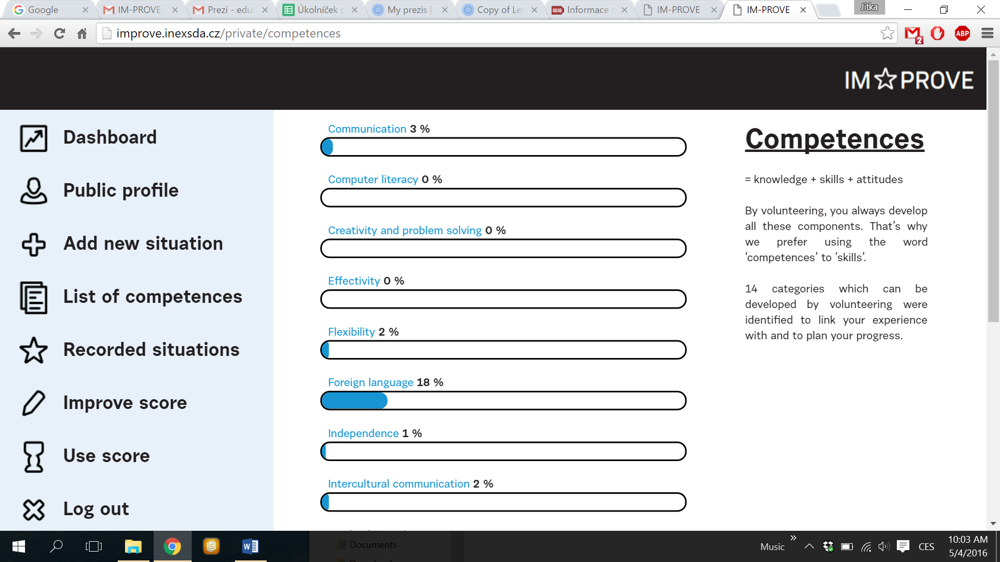 Google
IM-PROVE:
Prezi - edui
Úkolníček p
My prezis |
Copy of Le
Informace
IM-PROVE
IM-PROVE
Jitka
improve.inexsda.cz/private/competences
2
ABP
IM PROVE
Dashboard
Public profile
Add new situation
List of competences
Recorded situations
Improve score
Use score
Log out
Communication 3 %
Computer literacy 0 %
Creativity and problem solving 0 %
Effectivity 0 %
Flexibility 2 %
Foreign language 18 %
Independence 1 %
Intercultural communication 2 %
Competences
= knowledge + skills + attitudes
By volunteering, you always develop
all these components. That's why
we prefer using the word
‘competences’ to ‘skills’.
14 categories which can be
developed by volunteering were
identified to link your experience
with and to plan your progress.
Documents
Music
CES
10:03 AM
5/4/2016